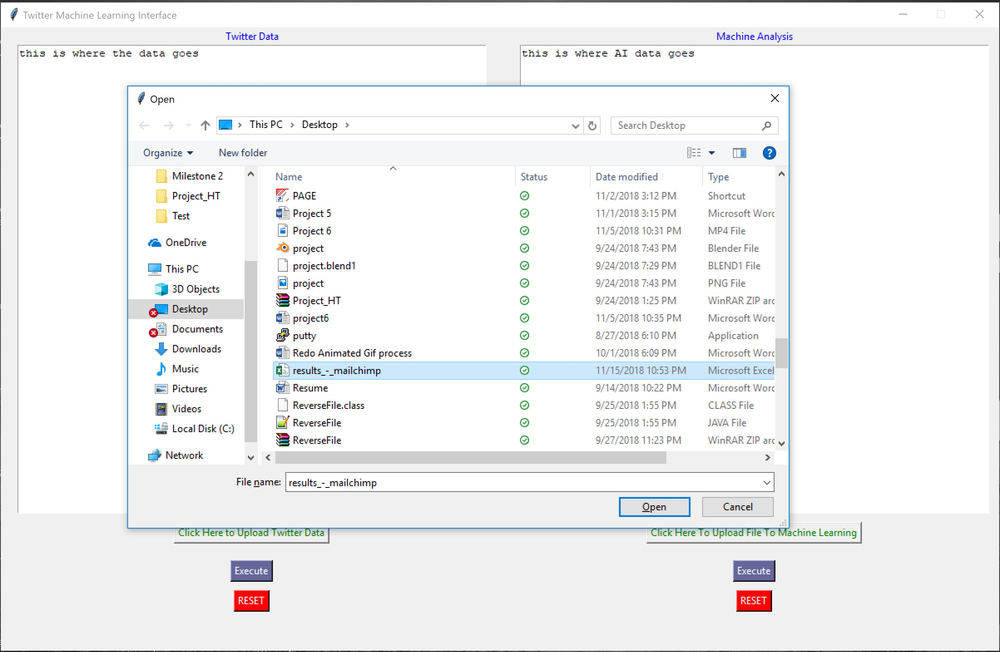 Twitter Machine Learning Interface
Twitter Data
Machine Analysis
this is where the data goes
this is where AI data goes
Open
This PC
Desktop
Search Desktop
Organize
New folder
Milestone 2
Project_HT
Test
OneDrive
This PC
3D Objects
Desktop
Documents
Downloads
Music
Pictures
Videos
Local Disk (C:)
Network
Name Status Date modified Type
PAGE 11/2/2018 3:12 PM Shortcut
Project 5 11/1/2018 3:15 PM Microsoft Word
Project 6 11/5/2018 10:31 PM MP4 File
project 9/24/2018 7:43 PM Blender File
project.blend1 9/24/2018 7:29 PM BLEND1 File
project 9/24/2018 7:43 PM PNG File
Project_HT 9/24/2018 1:25 PM WinRAR ZIP arc
project6 11/5/2018 10:35 PM Microsoft Word
putty 8/27/2018 6:10 PM Application
Redo Animated Gif process 10/1/2018 6:09 PM Microsoft Word
results_-_mailchimp 11/15/2018 10:53 PM Microsoft Excel
Resume 9/14/2018 10:22 PM Microsoft Word
ReverseFile.class 9/25/2018 1:55 PM CLASS File
ReverseFile 9/25/2018 1:55 PM JAVA File
ReverseFile 9/27/2018 11:23 PM WinRAR ZIP arc
File name: results_-_mailchimp
Open
Cancel
Click Here to Upload Twitter Data
Click Here To Upload File To Machine Learning
Execute
Execute
RESET
RESET